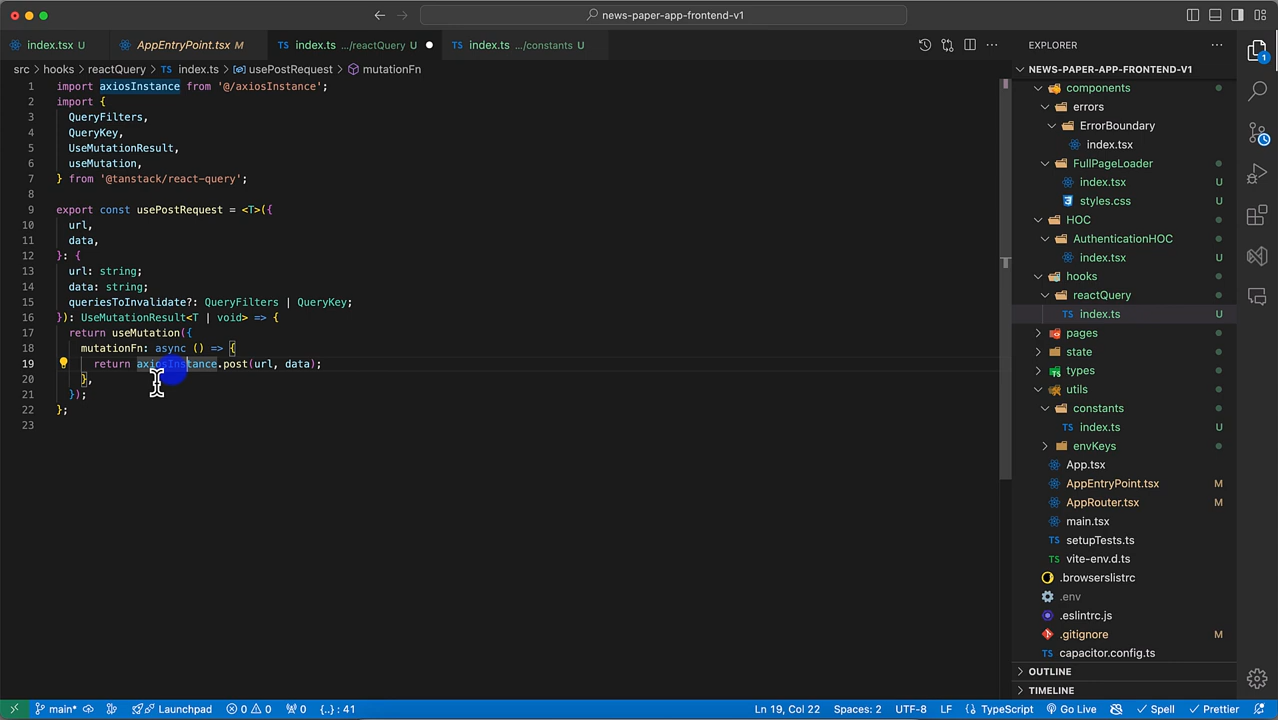 news-paper-app-frontend-v1
index.tsx U
AppEntryPoint.tsx M
index.ts .../reactQuery U
index.ts .../constants U
src > hooks > reactQuery > TS index.ts > usePostRequest > mutationFn
1 import axiosInstance from '@/axiosInstance';
2 import {
3 QueryFilters,
4 QueryKey,
5 UseMutationResult,
6 useMutation,
7 } from '@tanstack/react-query';
8
9 export const usePostRequest = <T>({
10 url,
11 data,
12 }: {
13 url: string;
14 data: string;
15 queriesToInvalidate?: QueryFilters | QueryKey;
16 }): UseMutationResult<T | void> => {
17 return useMutation({
18 mutationFn: async () => {
19 return axiosInstance.post(url, data);
20 },
21 });
22 };
23
EXPLORER
NEWS-PAPER-APP-FRONTEND-V1
components
errors
ErrorBoundary
index.tsx
FullPageLoader
index.tsx U
styles.css U
HOC
AuthenticationHOC
index.tsx U
hooks
reactQuery
TS index.ts U
pages
state
types
utils
constants
TS index.ts U
envKeys
App.tsx
AppEntryPoint.tsx M
AppRouter.tsx M
main.tsx
TS setupTests.ts
TS vite-env.d.ts
.browserslistrc
.env
.eslintrc.js
.gitignore M
TS capacitor.config.ts
OUTLINE
TIMELINE
1
main* Launchpad 0 0 0 {..} : 41 Ln 19, Col 22 Spaces: 2 UTF-8 LF {} TypeScript Go Live Spell Prettier